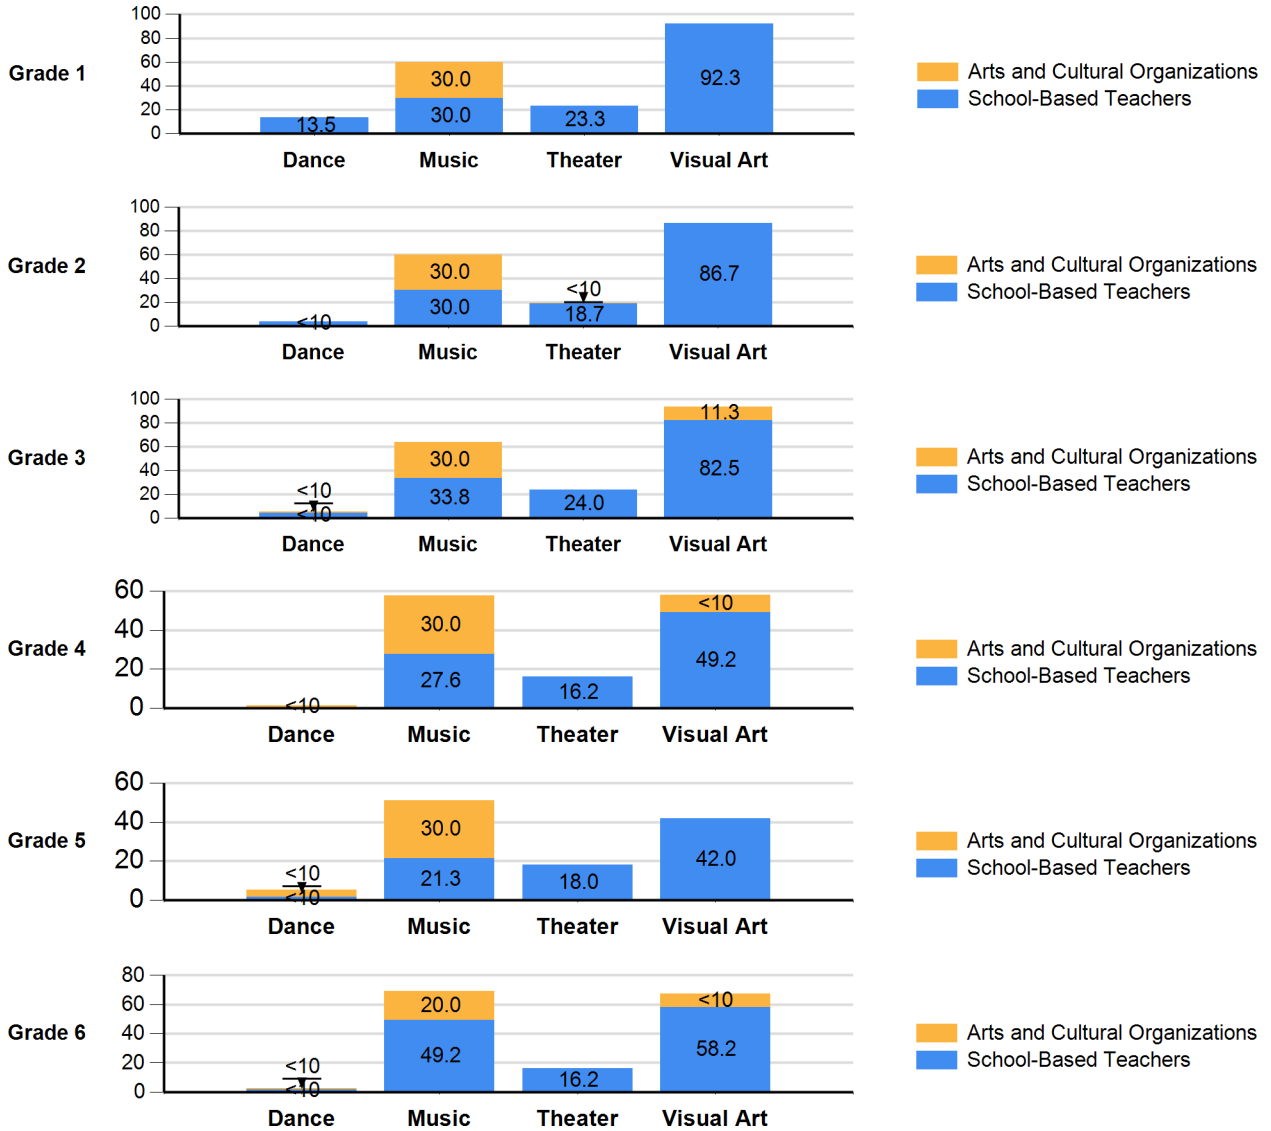 Grade 1
100
80
60
40
20
0
13.5
30.0
30.0
23.3
92.3
Dance Music Theater Visual Art
Arts and Cultural Organizations
School-Based Teachers
Grade 2
100
80
60
40
20
0
<10
30.0
30.0
<10
18.7
86.7
Dance Music Theater Visual Art
Arts and Cultural Organizations
School-Based Teachers
Grade 3
100
80
60
40
20
0
<10
<10
30.0
33.8
24.0
11.3
82.5
Dance Music Theater Visual Art
Arts and Cultural Organizations
School-Based Teachers
Grade 4
60
40
20
0
<10
30.0
27.6
16.2
<10
49.2
Dance Music Theater Visual Art
Arts and Cultural Organizations
School-Based Teachers
Grade 5
60
40
20
0
<10
<10
30.0
21.3
18.0
42.0
Dance Music Theater Visual Art
Arts and Cultural Organizations
School-Based Teachers
Grade 6
80
60
40
20
0
<10
<10
20.0
49.2
16.2
<10
58.2
Dance Music Theater Visual Art
Arts and Cultural Organizations
School-Based Teachers